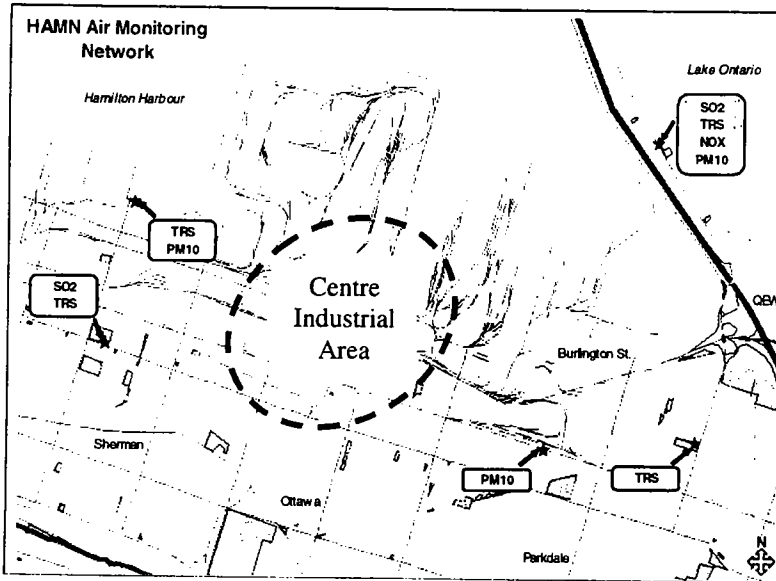 HAMN Air Monitoring
Network
Hamilton Harbour
Lake Ontario
SO2
TRS
NOX
PM10
TRS
PM10
SO2
TRS
Centre
Industrial
Area
QEW
Burlington St.
Sherman
PM10
TRS
Ottawa
Parkdale
N